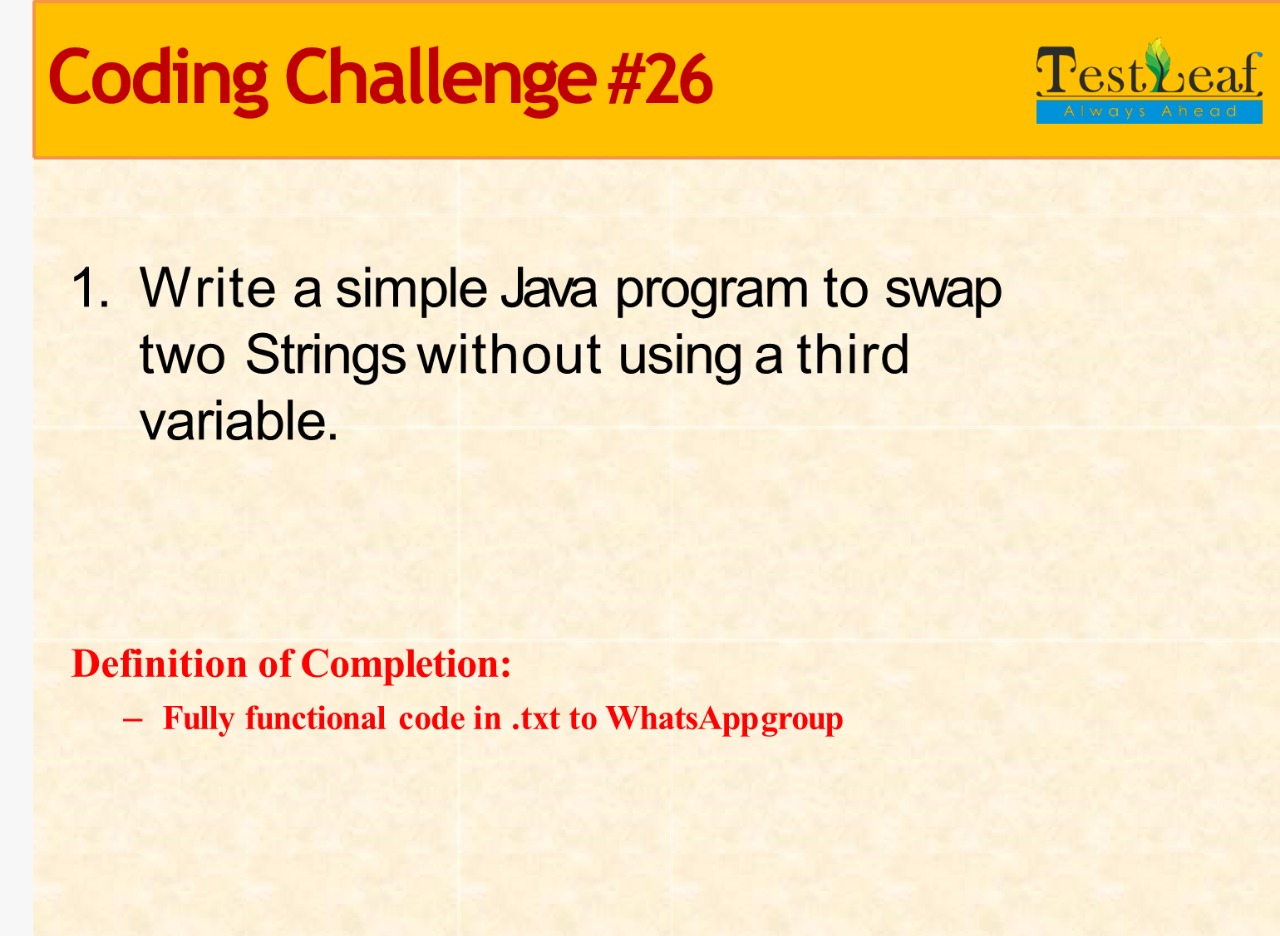 Coding Challenge #26
TestLeaf
Always Ahead
1. Write a simple Java program to swap
two Strings without using a third
variable.
Definition of Completion:
– Fully functional code in .txt to WhatsAppgroup